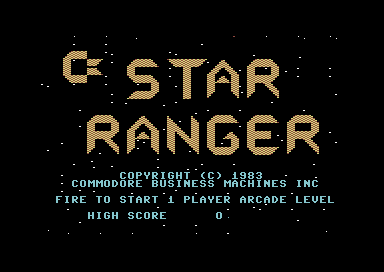 STAR
RANGER
COPYRIGHT (C) 1983
COMMODORE BUSINESS MACHINES INC
FIRE TO START 1 PLAYER ARCADE LEVEL
HIGH SCORE 0